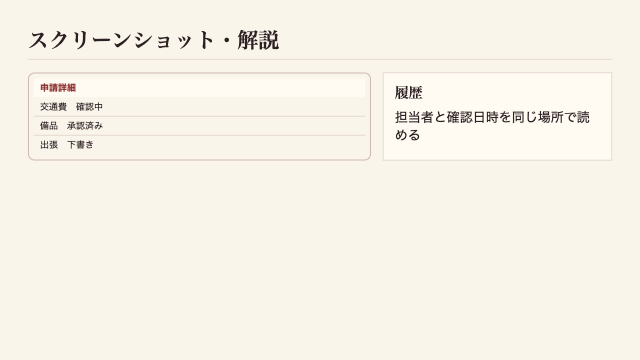 スクリーンショット・解説
申請詳細
交通費　確認中
備品　承認済み
出張　下書き
履歴
担当者と確認日時を同じ場所で読
める